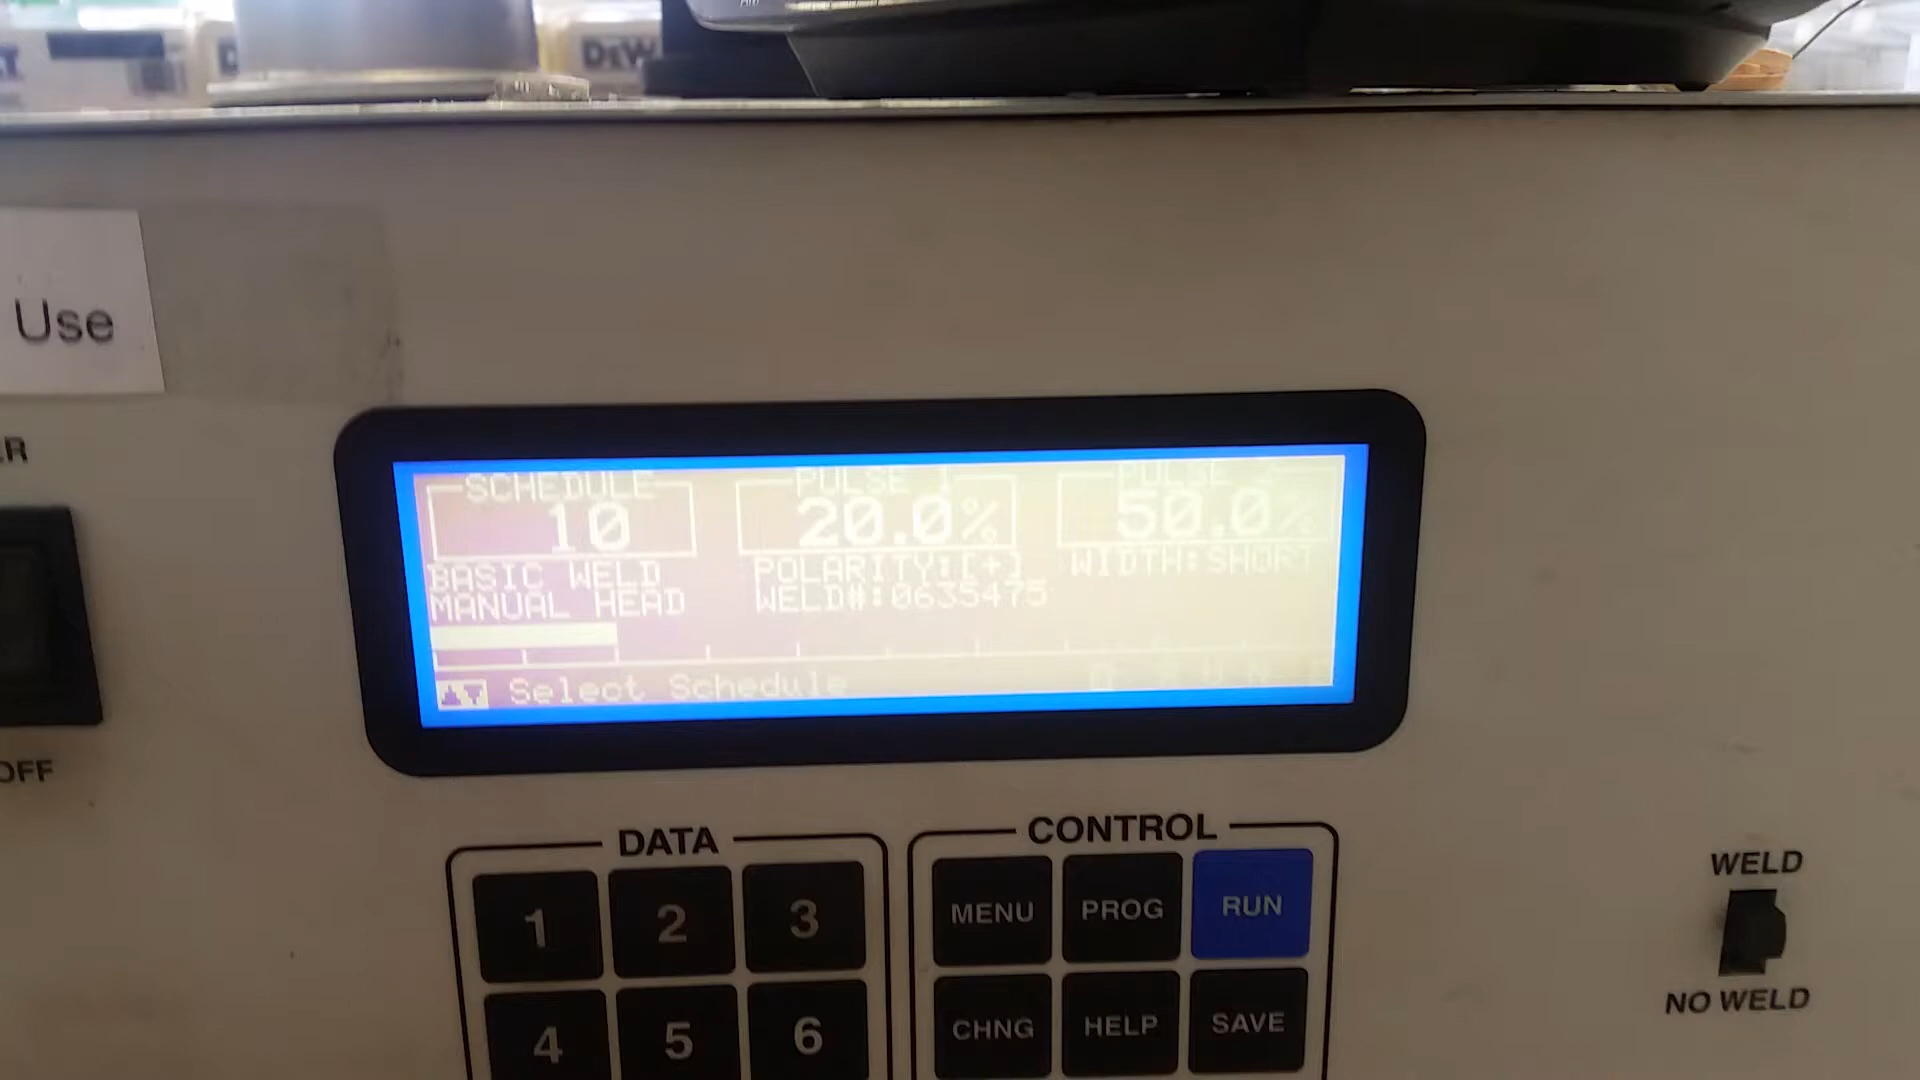 DEW
Use
SCHEDULE
10
PULSE 1
20.0%
PULSE
50.0%
BASIC WELD
MANUAL HEAD
POLARITY:[+]
WELD#:0635475
WIDTH:SHORT
▲▼ Select Schedule
OFF
DATA
1 2 3
4 5 6
CONTROL
MENU PROG RUN
CHNG HELP SAVE
WELD
NO WELD